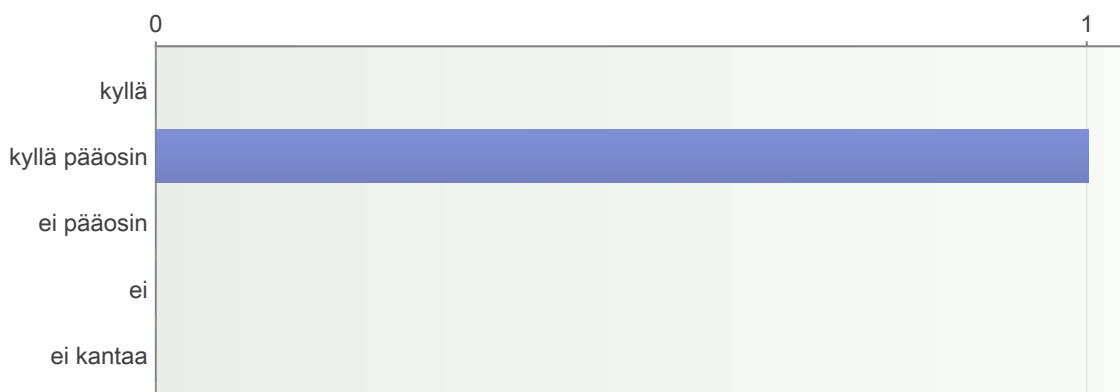 0 1
kyllä
kyllä pääosin
ei pääosin
ei
ei kantaa